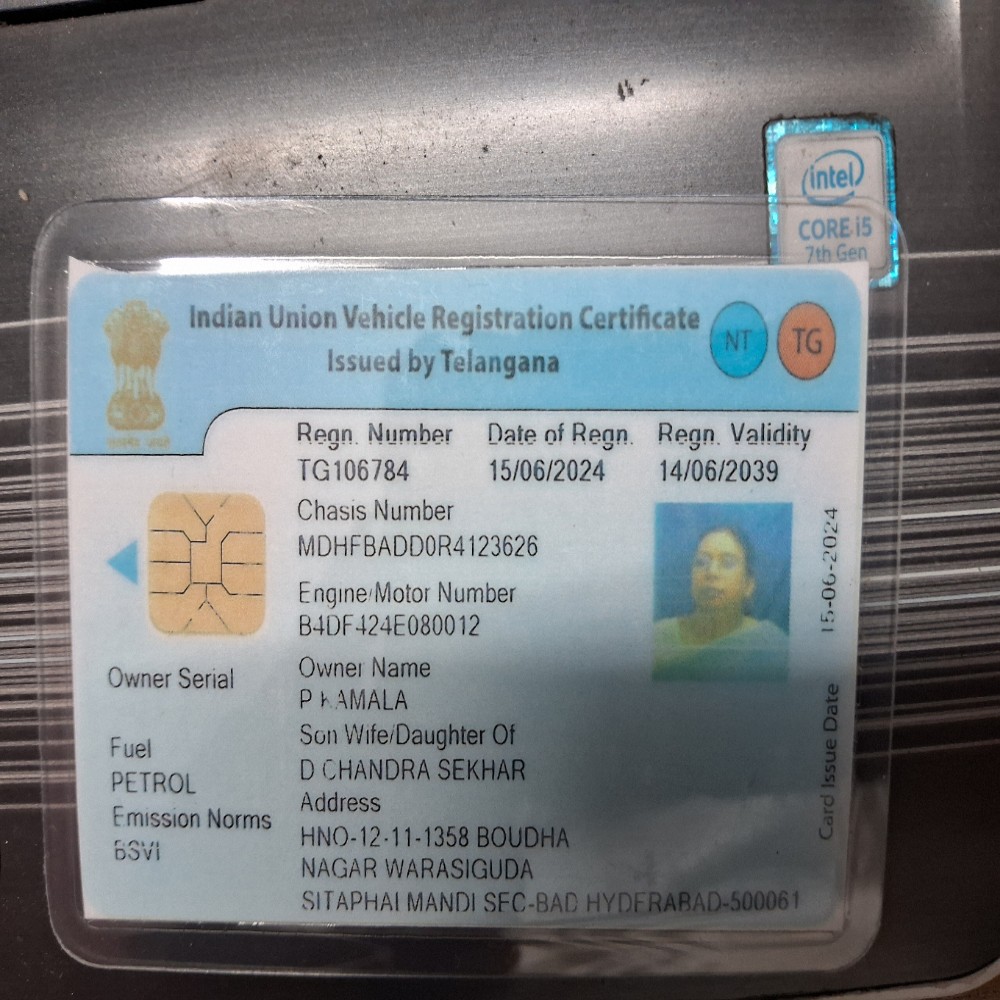 intel
CORE i5
7th Gen
Indian Union Vehicle Registration Certificate
Issued by Telangana
NT
TG
सत्यमेव जयते
Regn. Number Date of Regn. Regn. Validity
TG106784 15/06/2024 14/06/2039
Chasis Number
MDHFBADD0R4123626
Engine/Motor Number
B4DF424E080012
Owner Serial
Owner Name
P KAMALA
Son Wife/Daughter Of
D CHANDRA SEKHAR
Fuel
PETROL
Emission Norms
BSVI
Address
HNO-12-11-1358 BOUDHA
NAGAR WARASIGUDA
SITAPHAI MANDI SEC-BAD HYDERABAD-500061
Card Issue Date 15-06-2024